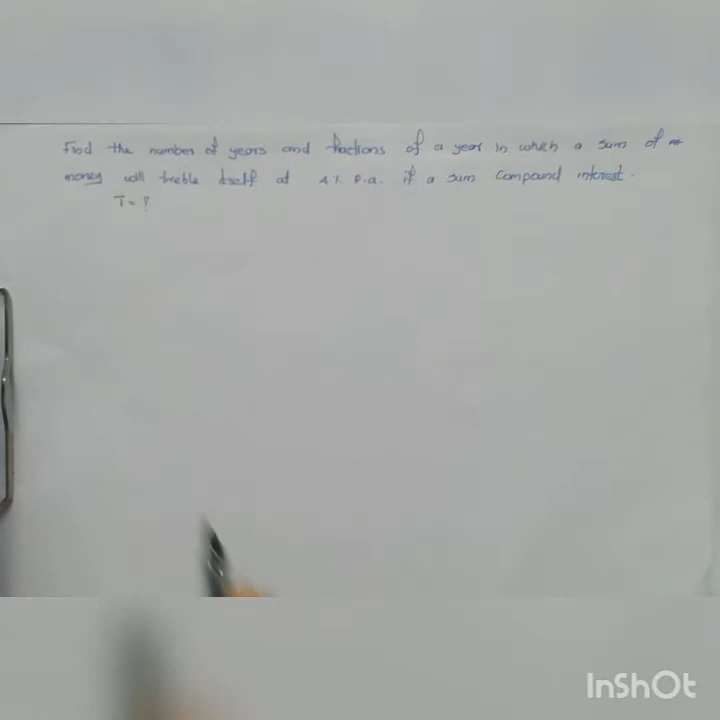 Find the number of years and fractions of a year in which a sum of
money will treble itself at 4%. P.a. if a sum Compound interest.
T = ?
InShOt